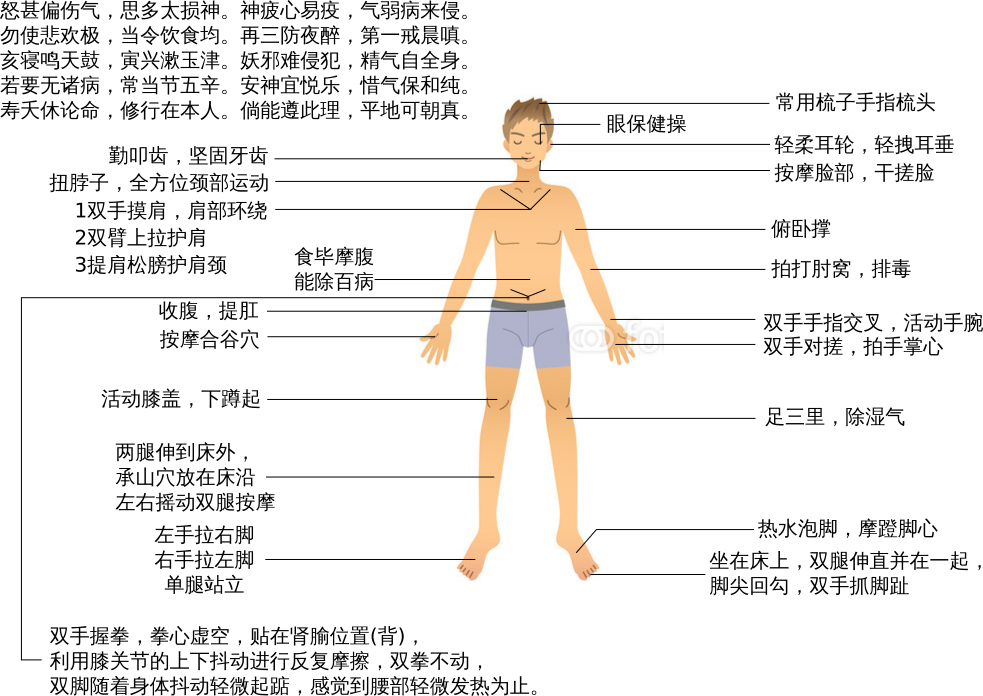 怒甚偏伤气，思多太损神。神疲心易疫，气弱病来侵。
勿使悲欢极，当令饮食均。再三防夜醉，第一戒晨嗔。
亥寝鸣天鼓，寅兴漱玉津。妖邪难侵犯，精气自全身。
若要无诸病，常当节五辛。安神宜悦乐，惜气保和纯。
寿夭休论命，修行在本人。倘能遵此理，平地可朝真。
常用梳子手指梳头
眼保健操
轻柔耳轮，轻拽耳垂
勤叩齿，坚固牙齿
按摩脸部，干搓脸
扭脖子，全方位颈部运动
1双手摸肩，肩部环绕
2双臂上拉护肩
3提肩松膀护肩颈
俯卧撑
食毕摩腹
能除百病
拍打肘窝，排毒
收腹，提肛
按摩合谷穴
双手手指交叉，活动手腕
双手对搓，拍手掌心
活动膝盖，下蹲起
足三里，除湿气
两腿伸到床外，
承山穴放在床沿
左右摇动双腿按摩
左手拉右脚
右手拉左脚
单腿站立
热水泡脚，摩蹬脚心
坐在床上，双腿伸直并在一起，
脚尖回勾，双手抓脚趾
双手握拳，拳心虚空，贴在肾腧位置(背)，
利用膝关节的上下抖动进行反复摩擦，双拳不动，
双脚随着身体抖动轻微起踮，感觉到腰部轻微发热为止。